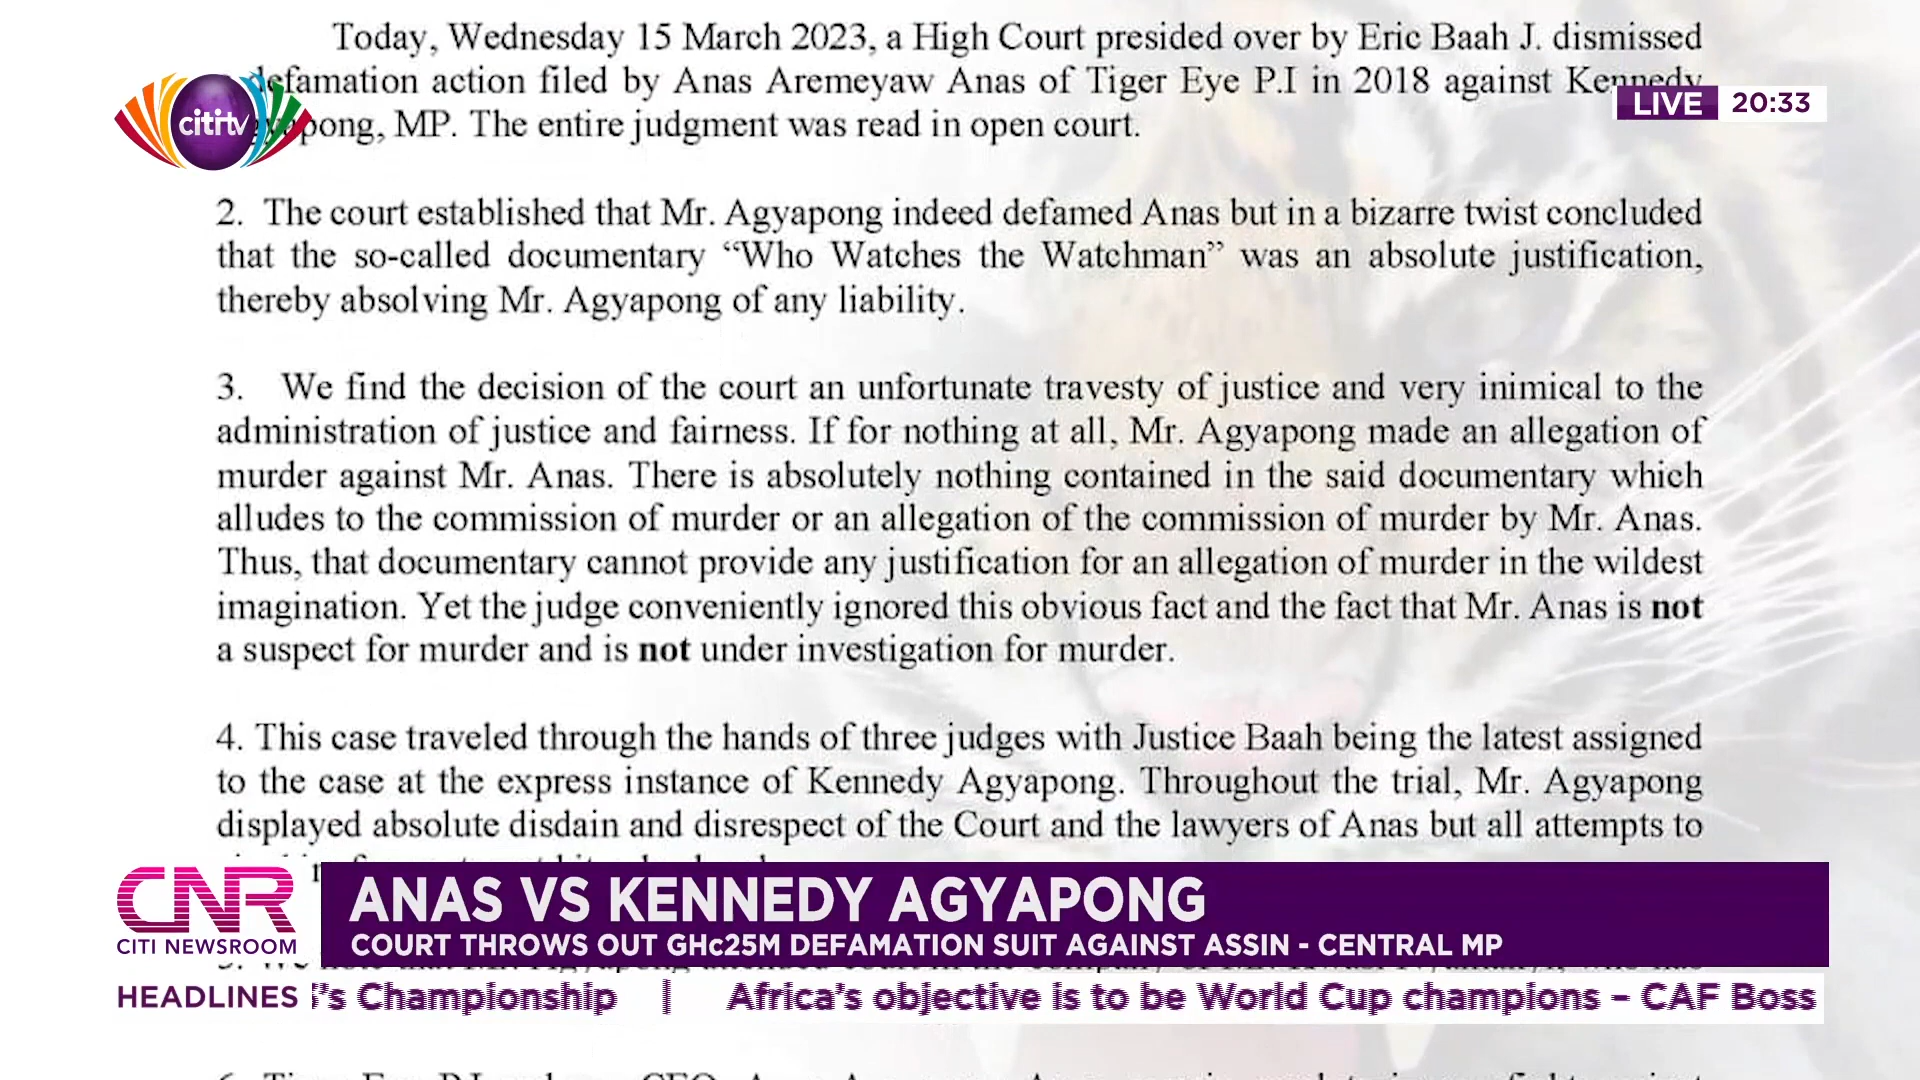 Today, Wednesday 15 March 2023, a High Court presided over by Eric Baah J. dismissed
defamation action filed by Anas Aremeyaw Anas of Tiger Eye P.I in 2018 against Kennedy
MP. The entire judgment was read in open court.
cititv
LIVE 20:33
2. The court established that Mr. Agyapong indeed defamed Anas but in a bizarre twist concluded
that the so-called documentary “Who Watches the Watchman” was an absolute justification,
thereby absolving Mr. Agyapong of any liability.
3. We find the decision of the court an unfortunate travesty of justice and very inimical to the
administration of justice and fairness. If for nothing at all, Mr. Agyapong made an allegation of
murder against Mr. Anas. There is absolutely nothing contained in the said documentary which
alludes to the commission of murder or an allegation of the commission of murder by Mr. Anas.
Thus, that documentary cannot provide any justification for an allegation of murder in the wildest
imagination. Yet the judge conveniently ignored this obvious fact and the fact that Mr. Anas is not
a suspect for murder and is not under investigation for murder.
4. This case traveled through the hands of three judges with Justice Baah being the latest assigned
to the case at the express instance of Kennedy Agyapong. Throughout the trial, Mr. Agyapong
displayed absolute disdain and disrespect of the Court and the lawyers of Anas but all attempts to
CNR
CITI NEWSROOM
ANAS VS KENNEDY AGYAPONG
COURT THROWS OUT GHc25M DEFAMATION SUIT AGAINST ASSIN - CENTRAL MP
HEADLINES 's Championship | Africa's objective is to be World Cup champions – CAF Boss